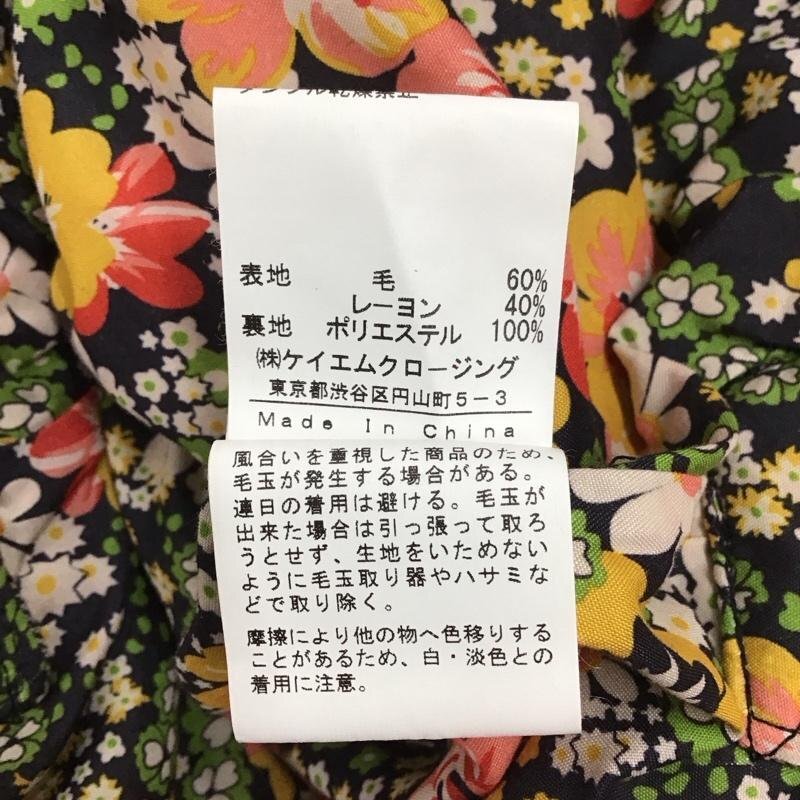 タンブル乾燥禁止
表地 毛 60%
レーヨン 40%
裏地 ポリエステル 100%
㈱ケイエムクロージング
東京都渋谷区円山町5-3
Made In China
風合いを重視した商品のため、
毛玉が発生する場合がある。
連日の着用は避ける。毛玉が
出来た場合は引っ張って取ろ
うとせず、生地をいためない
ように毛玉取り器やハサミな
どで取り除く。
摩擦により他の物へ色移りする
ことがあるため、白・淡色との
着用に注意。